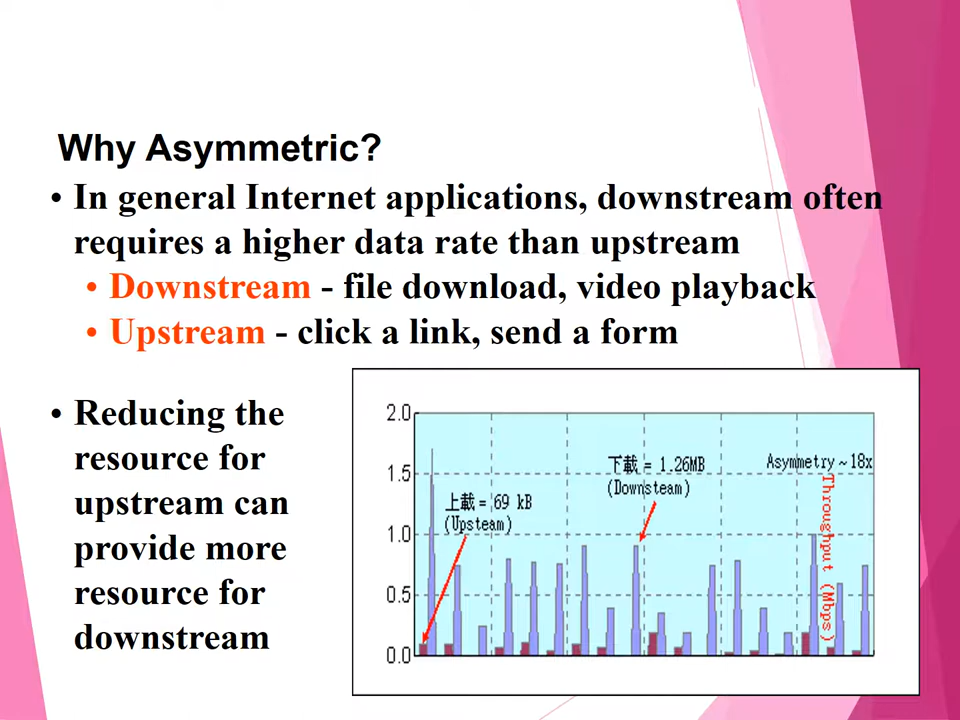 Why Asymmetric?
• In general Internet applications, downstream often
requires a higher data rate than upstream
• Downstream - file download, video playback
• Upstream - click a link, send a form
• Reducing the
resource for
upstream can
provide more
resource for
downstream
2.0
1.5
1.0
0.5
0.0
上載 = 69 kB
(Upsteam)
下載 = 1.26MB
(Downsteam)
Asymmetry ~ 18x
Throughput (Mbps)